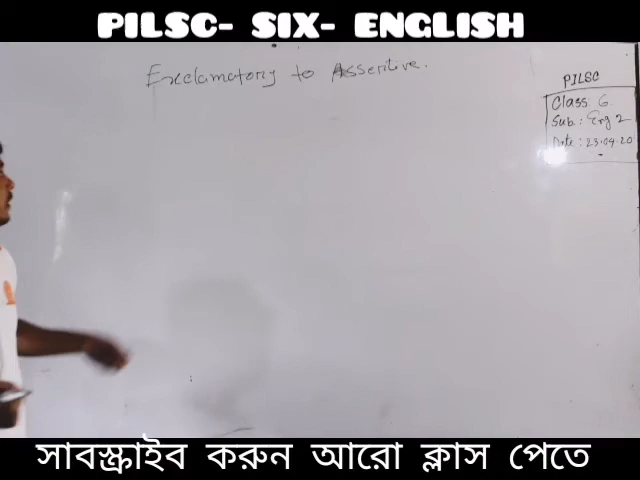 PILSC- SIX- ENGLISH
Exclamatory to Assertive.
PILSC
Class: 6.
Sub.: Eng 2
Date: 23.04.20
সাবস্ক্রাইব করুন আরো ক্লাস পেতে